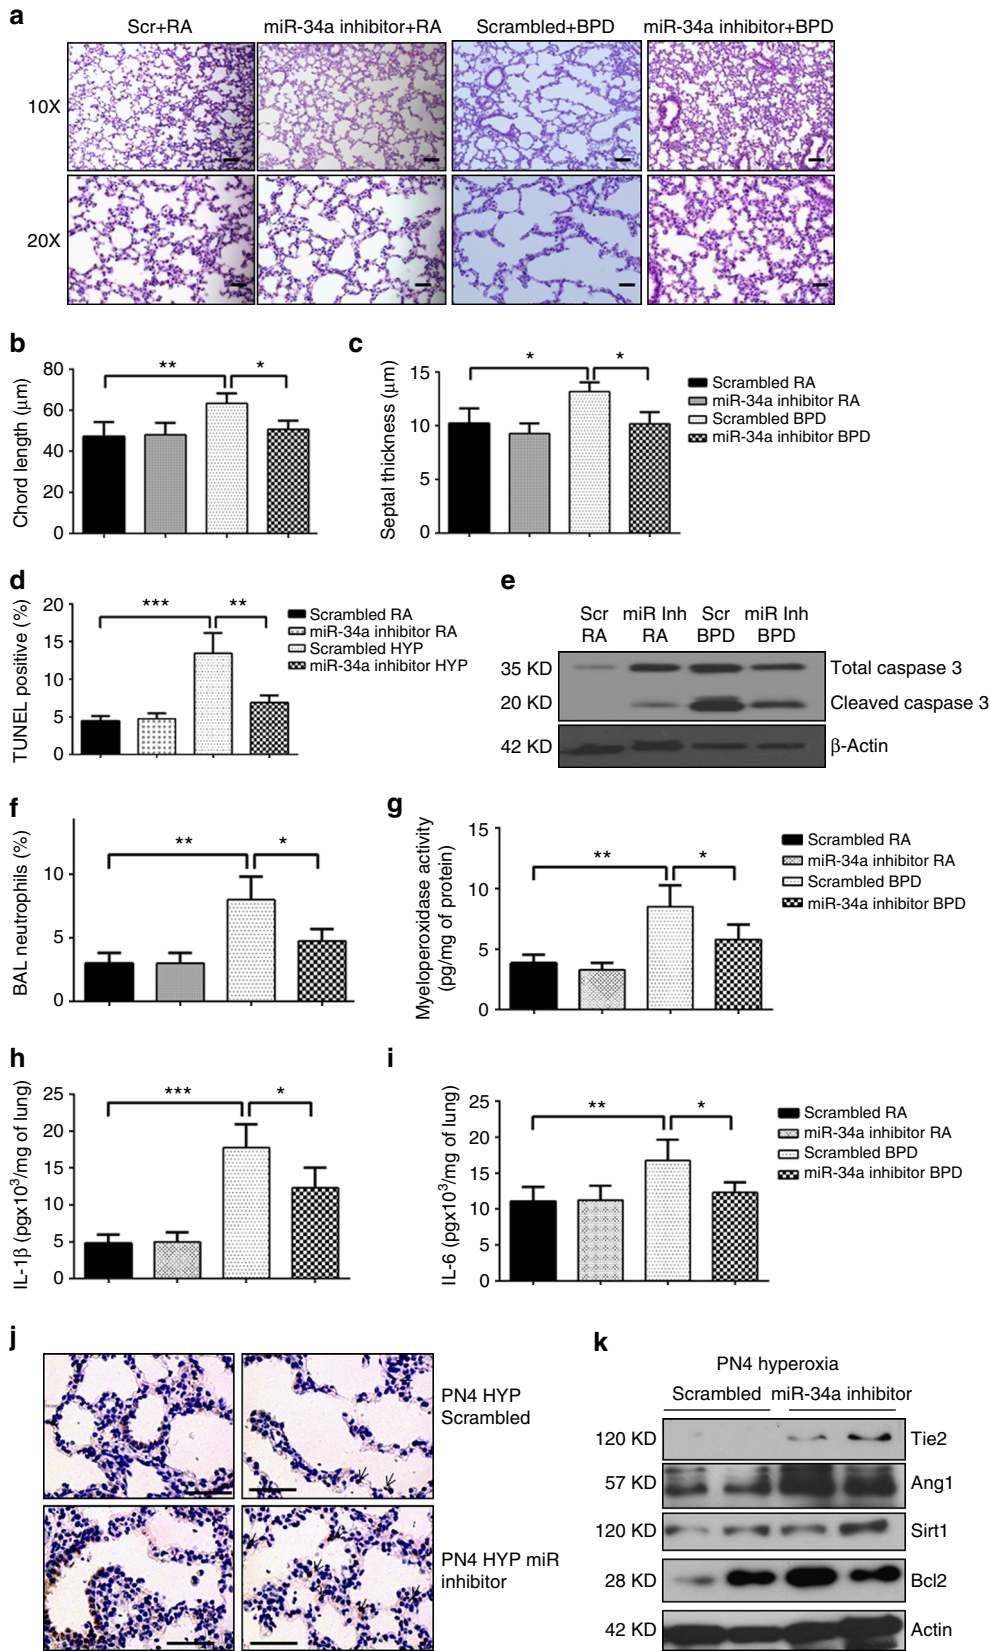 a
Scr+RA
miR-34a inhibitor+RA
Scrambled+BPD
miR-34a inhibitor+BPD
10X
20X
b
Chord length (μm)
80
60
40
20
0
** *
c
Septal thickness (μm)
15
10
5
0
* *
Scrambled RA
miR-34a inhibitor RA
Scrambled BPD
miR-34a inhibitor BPD
d
TUNEL positive (%)
20
15
10
5
0
*** **
Scrambled RA
miR-34a inhibitor RA
Scrambled HYP
miR-34a inhibitor HYP
e
Scr RA
miR Inh RA
Scr BPD
miR Inh BPD
35 KD
Total caspase 3
20 KD
Cleaved caspase 3
42 KD
β-Actin
f
BAL neutrophils (%)
10
5
0
** *
g
Myeloperoxidase activity
(pg/mg of protein)
15
10
5
0
** *
Scrambled RA
miR-34a inhibitor RA
Scrambled BPD
miR-34a inhibitor BPD
h
IL-1β (pgx10³/mg of lung)
25
20
15
10
5
0
*** *
i
IL-6 (pgx10³/mg of lung)
25
20
15
10
5
0
** *
Scrambled RA
miR-34a inhibitor RA
Scrambled BPD
miR-34a inhibitor BPD
j
PN4 HYP
Scrambled
PN4 HYP miR
inhibitor
k
PN4 hyperoxia
Scrambled miR-34a inhibitor
120 KD
Tie2
57 KD
Ang1
120 KD
Sirt1
28 KD
Bcl2
42 KD
Actin